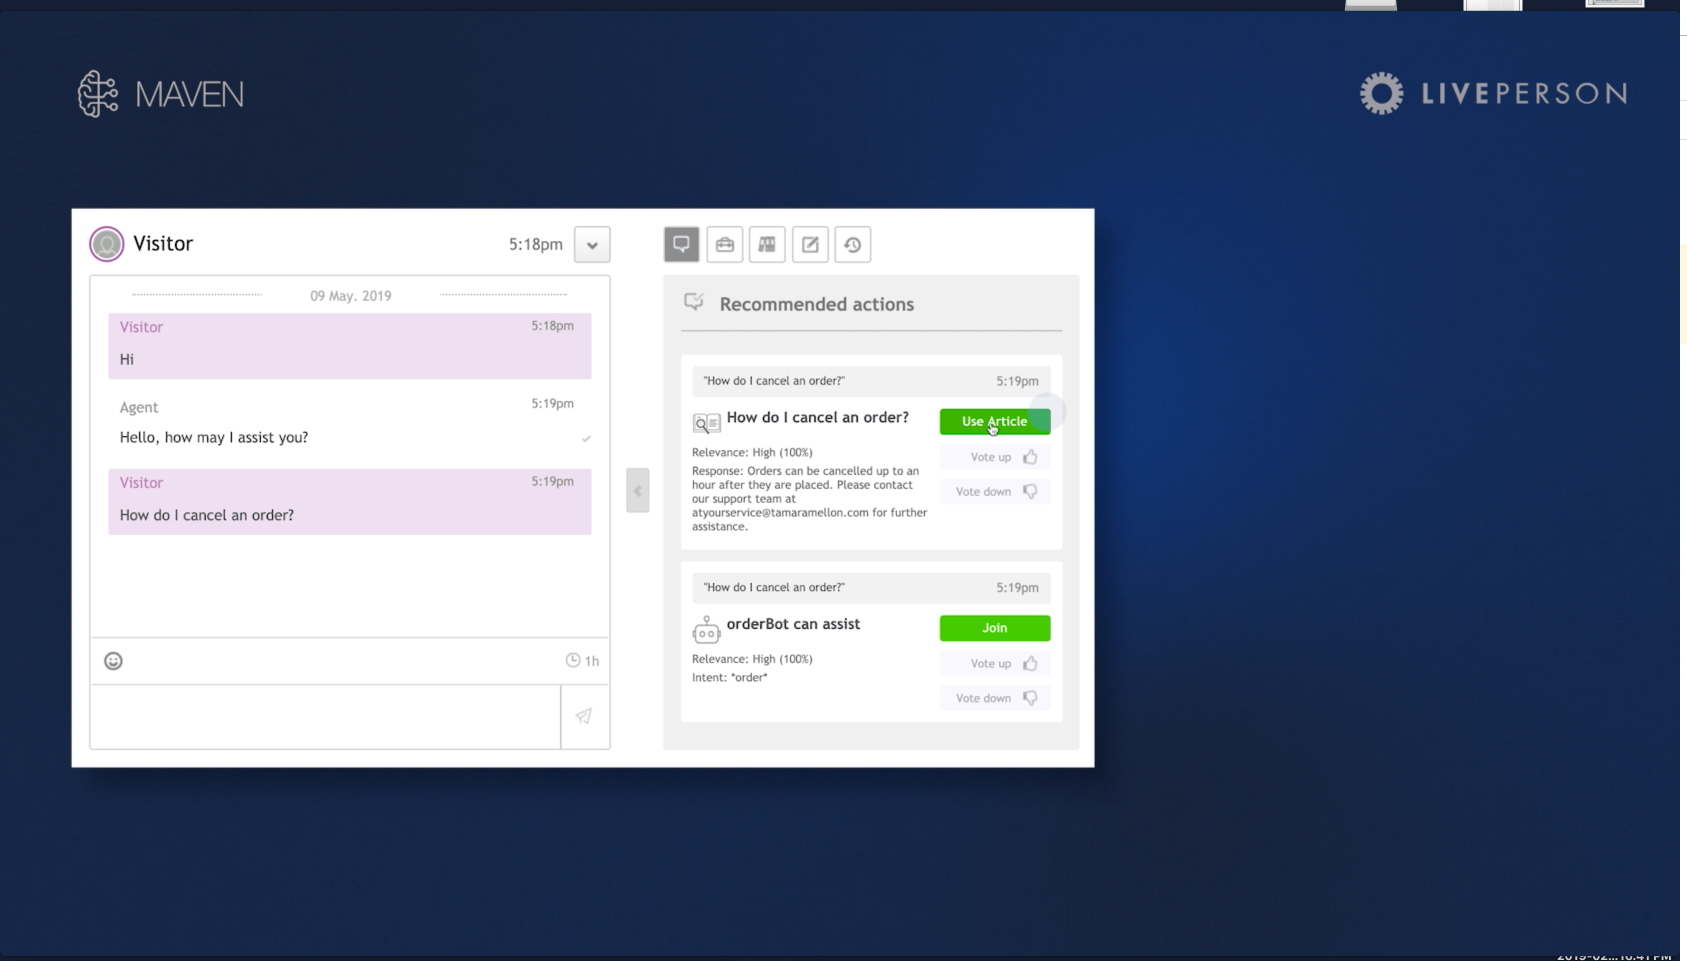 MAVEN
LIVEPERSON
Visitor 5:18pm
09 May. 2019
Visitor 5:18pm
Hi
Agent 5:19pm
Hello, how may I assist you?
Visitor 5:19pm
How do I cancel an order?
1h
Recommended actions
"How do I cancel an order?" 5:19pm
How do I cancel an order?
Use Article
Relevance: High (100%)
Vote up
Response: Orders can be cancelled up to an
hour after they are placed. Please contact
our support team at
atyourservice@tamaramellon.com for further
assistance.
Vote down
"How do I cancel an order?" 5:19pm
orderBot can assist
Join
Relevance: High (100%)
Vote up
Intent: *order*
Vote down